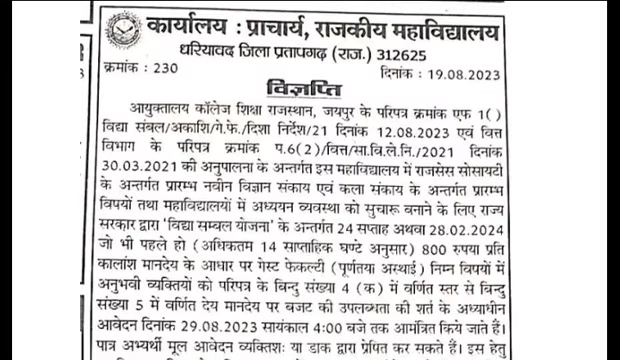 कार्यालय : प्राचार्य, राजकीय महाविद्यालय
धरियावद जिला प्रतापगढ़ (राज.) 312625
क्रमांक : 230 दिनांक : 19.08.2023
विज्ञप्ति
आयुक्तालय कॉलेज शिक्षा राजस्थान, जयपुर के परिपत्र क्रमांक एफ 1()
विद्या संबल/अकाशि/गे.फे./दिशा निर्देश/21 दिनांक 12.08.2023 एवं वित्त
विभाग के परिपत्र क्रमांक प.6(2)/वित्त/सा.वि.ले.नि./2021 दिनांक
30.03.2021 की अनुपालना के अन्तर्गत इस महाविद्यालय में राजसेस सोसायटी
के अन्तर्गत प्रारम्भ नवीन विज्ञान संकाय एवं कला संकाय के अन्तर्गत प्रारम्भ
विषयों तथा महाविद्यालयों में अध्ययन व्यवस्था को सुचारू बनाने के लिए राज्य
सरकार द्वारा 'विद्या सम्वल योजना' के अन्तर्गत 24 सप्ताह अथवा 28.02.2024
जो भी पहले हो (अधिकतम 14 साप्ताहिक घण्टे अनुसार) 800 रुपया प्रति
कालांश मानदेय के आधार पर गेस्ट फेकल्टी (पूर्णतया अस्थाई) निम्न विषयों में
अनुभवी व्यक्तियों को परिपत्र के बिन्दु संख्या 4 (क) में वर्णित स्तर से बिन्दु
संख्या 5 में वर्णित देय मानदेय पर बजट की उपलब्धता की शर्त के अध्याधीन
आवेदन दिनांक 29.08.2023 सायंकाल 4:00 बजे तक आमंत्रित किये जाते हैं।
पात्र अभ्यर्थी मूल आवेदन व्यक्तिशः या डाक द्वारा प्रेषित कर सकते हैं। इस हेतु